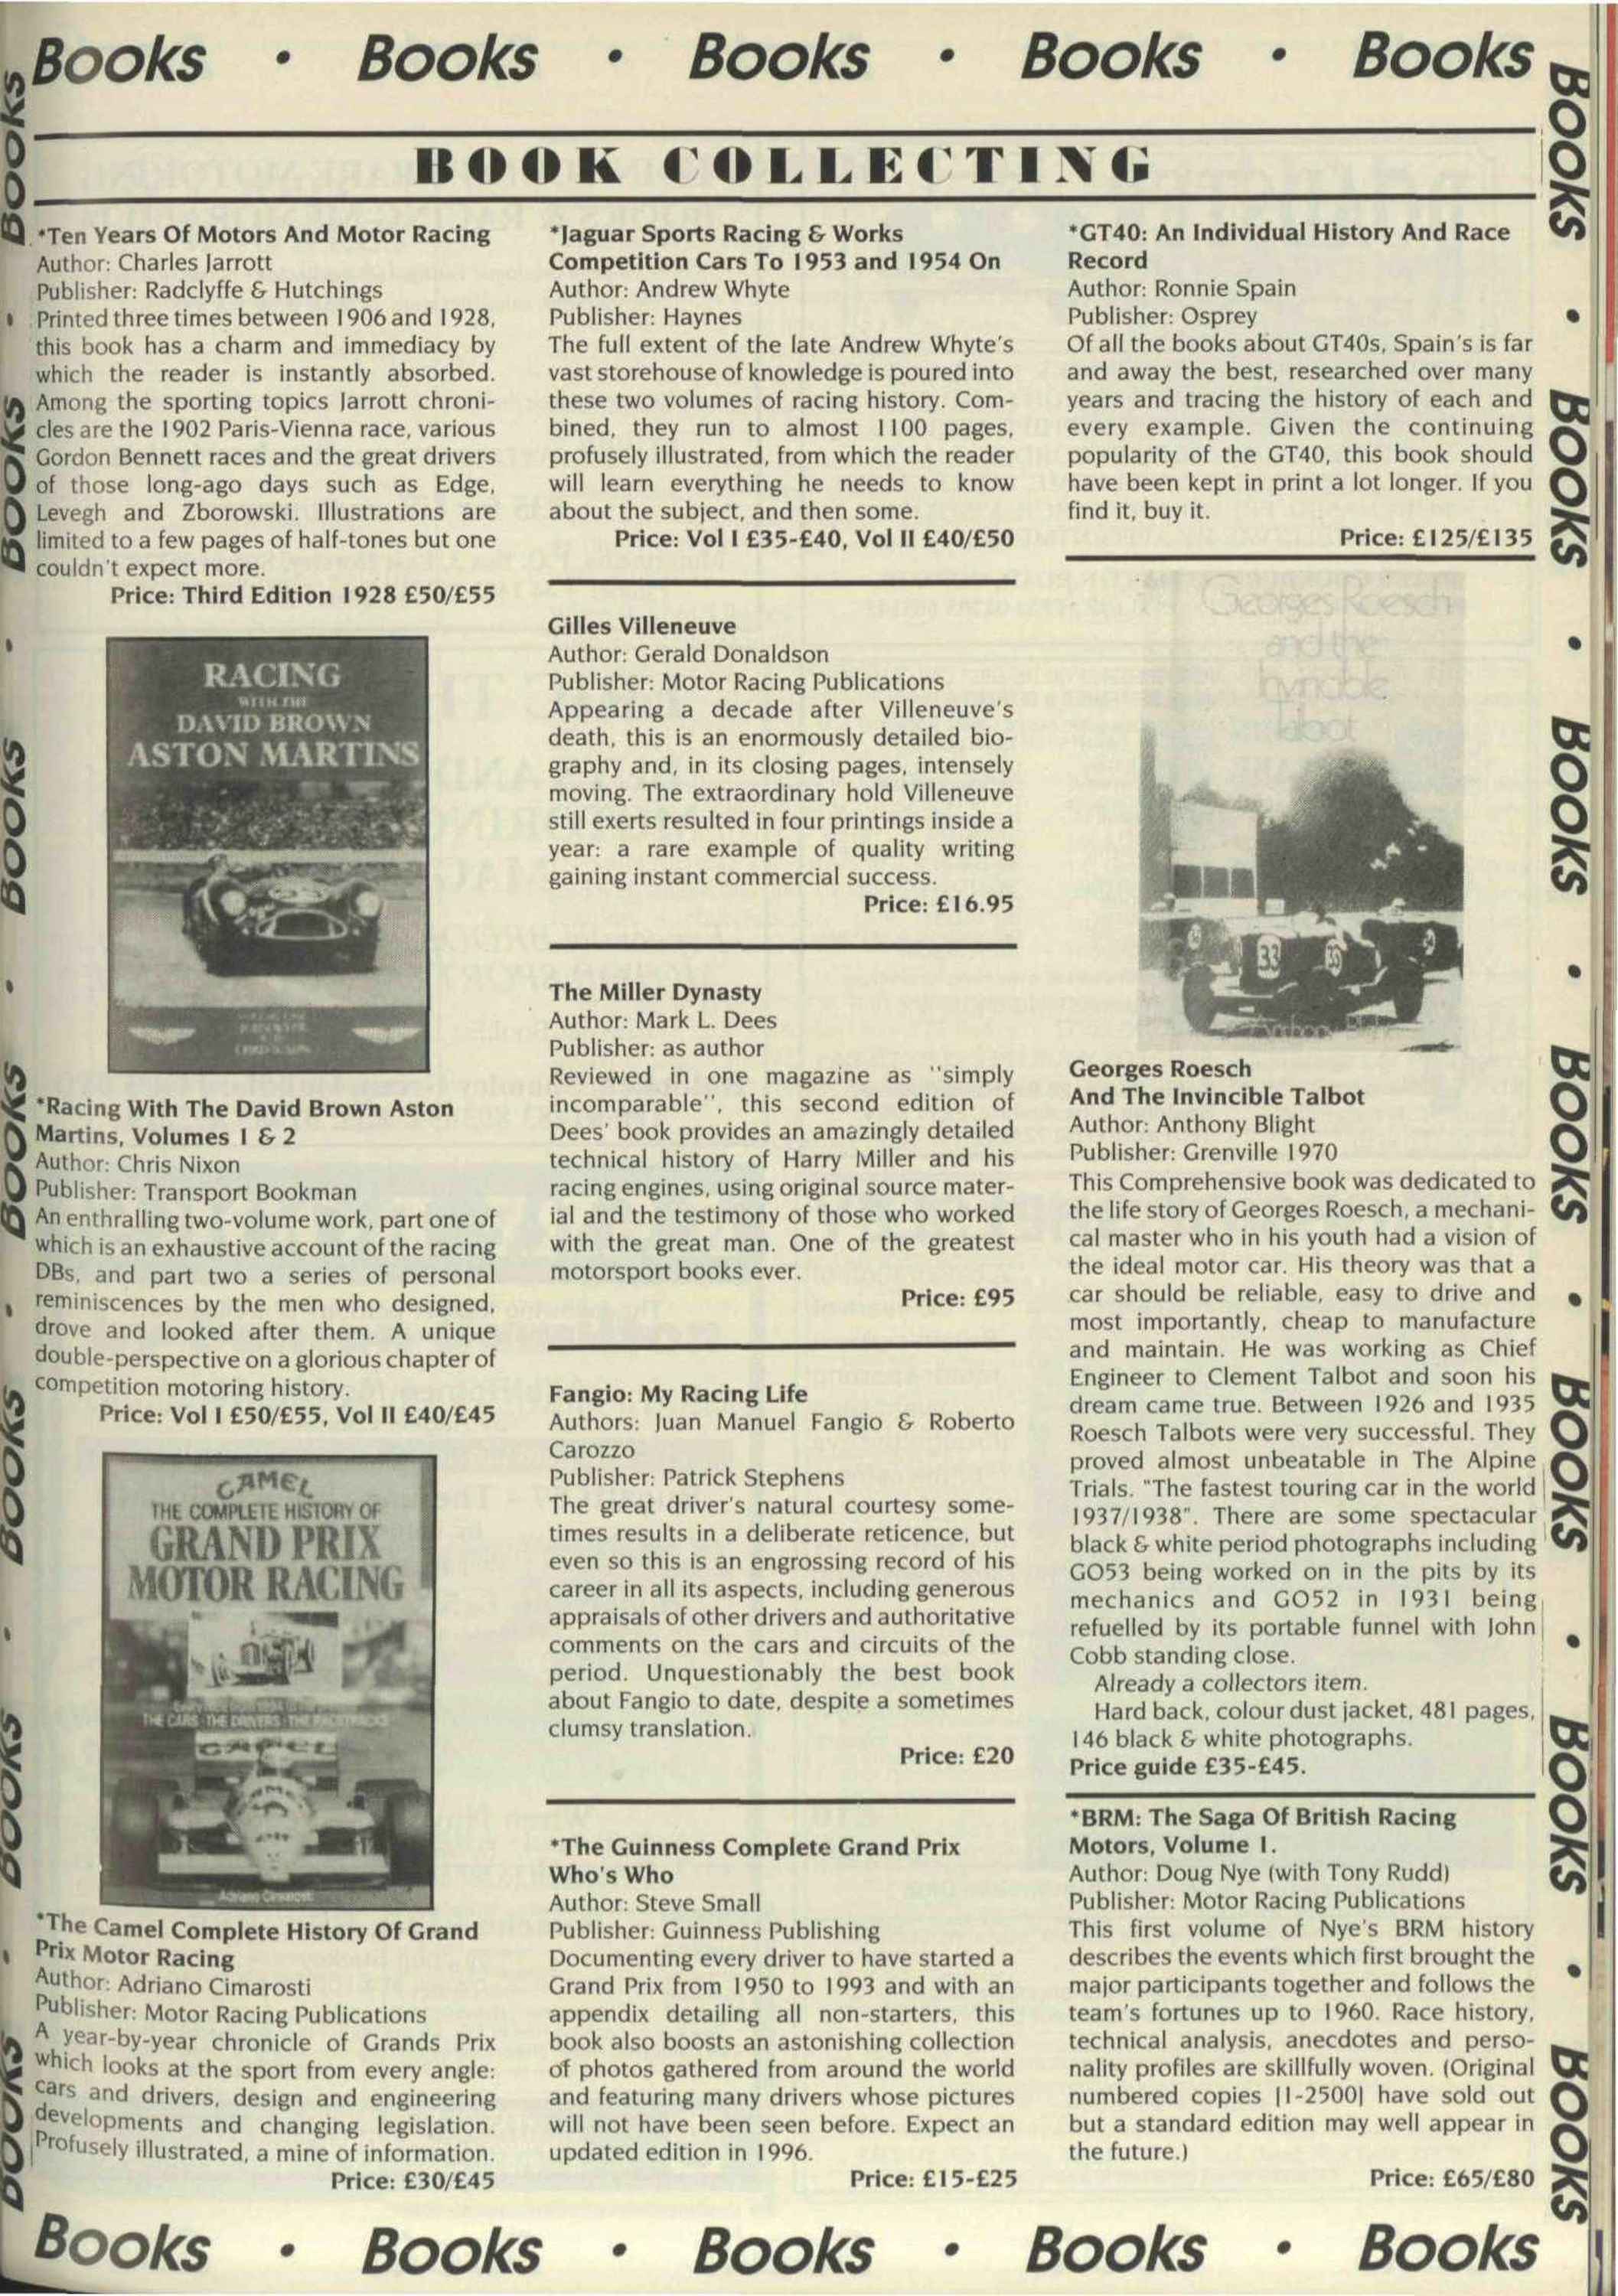 Books • Books • Books • Books • Books
BOOK COLLECTING
*Ten Years Of Motors And Motor Racing
Author: Charles Jarrott
Publisher: Radclyffe & Hutchings
Printed three times between 1906 and 1928,
this book has a charm and immediacy by
which the reader is instantly absorbed.
Among the sporting topics Jarrott chroni-
cles are the 1902 Paris-Vienna race, various
Gordon Bennett races and the great drivers
of those long-ago days such as Edge,
Levegh and Zborowski. Illustrations are
limited to a few pages of half-tones but one
couldn't expect more.
Price: Third Edition 1928 £50/£55
RACING
WITH THE
DAVID BROWN
ASTON MARTINS
*Racing With The David Brown Aston
Martins, Volumes 1 & 2
Author: Chris Nixon
Publisher: Transport Bookman
An enthralling two-volume work, part one of
which is an exhaustive account of the racing
DBs, and part two a series of personal
reminiscences by the men who designed,
drove and looked after them. A unique
double-perspective on a glorious chapter of
competition motoring history.
Price: Vol I £50/£55, Vol II £40/£45
CAMEL
THE COMPLETE HISTORY OF
GRAND PRIX
MOTOR RACING
THE CARS THE DRIVERS THE RACETRACKS
CAMEL
Adriano Cimarosti
*The Camel Complete History Of Grand
Prix Motor Racing
Author: Adriano Cimarosti
Publisher: Motor Racing Publications
A year-by-year chronicle of Grands Prix
which looks at the sport from every angle:
cars and drivers, design and engineering
developments and changing legislation.
Profusely illustrated, a mine of information.
Price: £30/£45
*Jaguar Sports Racing & Works
Competition Cars To 1953 and 1954 On
Author: Andrew Whyte
Publisher: Haynes
The full extent of the late Andrew Whyte's
vast storehouse of knowledge is poured into
these two volumes of racing history. Com-
bined, they run to almost 1100 pages,
profusely illustrated, from which the reader
will learn everything he needs to know
about the subject, and then some.
Price: Vol I £35-£40, Vol II £40/£50
Gilles Villeneuve
Author: Gerald Donaldson
Publisher: Motor Racing Publications
Appearing a decade after Villeneuve's
death, this is an enormously detailed bio-
graphy and, in its closing pages, intensely
moving. The extraordinary hold Villeneuve
still exerts resulted in four printings inside a
year: a rare example of quality writing
gaining instant commercial success.
Price: £16.95
The Miller Dynasty
Author: Mark L. Dees
Publisher: as author
Reviewed in one magazine as "simply
incomparable", this second edition of
Dees' book provides an amazingly detailed
technical history of Harry Miller and his
racing engines, using original source mater-
ial and the testimony of those who worked
with the great man. One of the greatest
motorsport books ever.
Price: £95
Fangio: My Racing Life
Authors: Juan Manuel Fangio & Roberto
Carozzo
Publisher: Patrick Stephens
The great driver's natural courtesy some-
times results in a deliberate reticence, but
even so this is an engrossing record of his
career in all its aspects, including generous
appraisals of other drivers and authoritative
comments on the cars and circuits of the
period. Unquestionably the best book
about Fangio to date, despite a sometimes
clumsy translation.
Price: £20
*The Guinness Complete Grand Prix
Who's Who
Author: Steve Small
Publisher: Guinness Publishing
Documenting every driver to have started a
Grand Prix from 1950 to 1993 and with an
appendix detailing all non-starters, this
book also boosts an astonishing collection
of photos gathered from around the world
and featuring many drivers whose pictures
will not have been seen before. Expect an
updated edition in 1996.
Price: £15-£25
*GT40: An Individual History And Race
Record
Author: Ronnie Spain
Publisher: Osprey
Of all the books about GT40s, Spain's is far
and away the best, researched over many
years and tracing the history of each and
every example. Given the continuing
popularity of the GT40, this book should
have been kept in print a lot longer. If you
find it, buy it.
Price: £125/£135
Georges Roesch
and the
Invincible
Talbot
33
Georges Roesch
And The Invincible Talbot
Author: Anthony Blight
Publisher: Grenville 1970
This Comprehensive book was dedicated to
the life story of Georges Roesch, a mechani-
cal master who in his youth had a vision of
the ideal motor car. His theory was that a
car should be reliable, easy to drive and
most importantly, cheap to manufacture
and maintain. He was working as Chief
Engineer to Clement Talbot and soon his
dream came true. Between 1926 and 1935
Roesch Talbots were very successful. They
proved almost unbeatable in The Alpine
Trials. "The fastest touring car in the world
1937/1938". There are some spectacular
black & white period photographs including
GO53 being worked on in the pits by its
mechanics and GO52 in 1931 being
refuelled by its portable funnel with John
Cobb standing close.
Already a collectors item.
Hard back, colour dust jacket, 481 pages,
146 black & white photographs.
Price guide £35-£45.
*BRM: The Saga Of British Racing
Motors, Volume 1.
Author: Doug Nye (with Tony Rudd)
Publisher: Motor Racing Publications
This first volume of Nye's BRM history
describes the events which first brought the
major participants together and follows the
team's fortunes up to 1960. Race history,
technical analysis, anecdotes and perso-
nality profiles are skillfully woven. (Original
numbered copies [1-2500] have sold out
but a standard edition may well appear in
the future.)
Price: £65/£80
Books • Books • Books • Books • Books • Books • Books
Books • Books • Books • Books • Books • Books • Books
Books • Books • Books • Books • Books